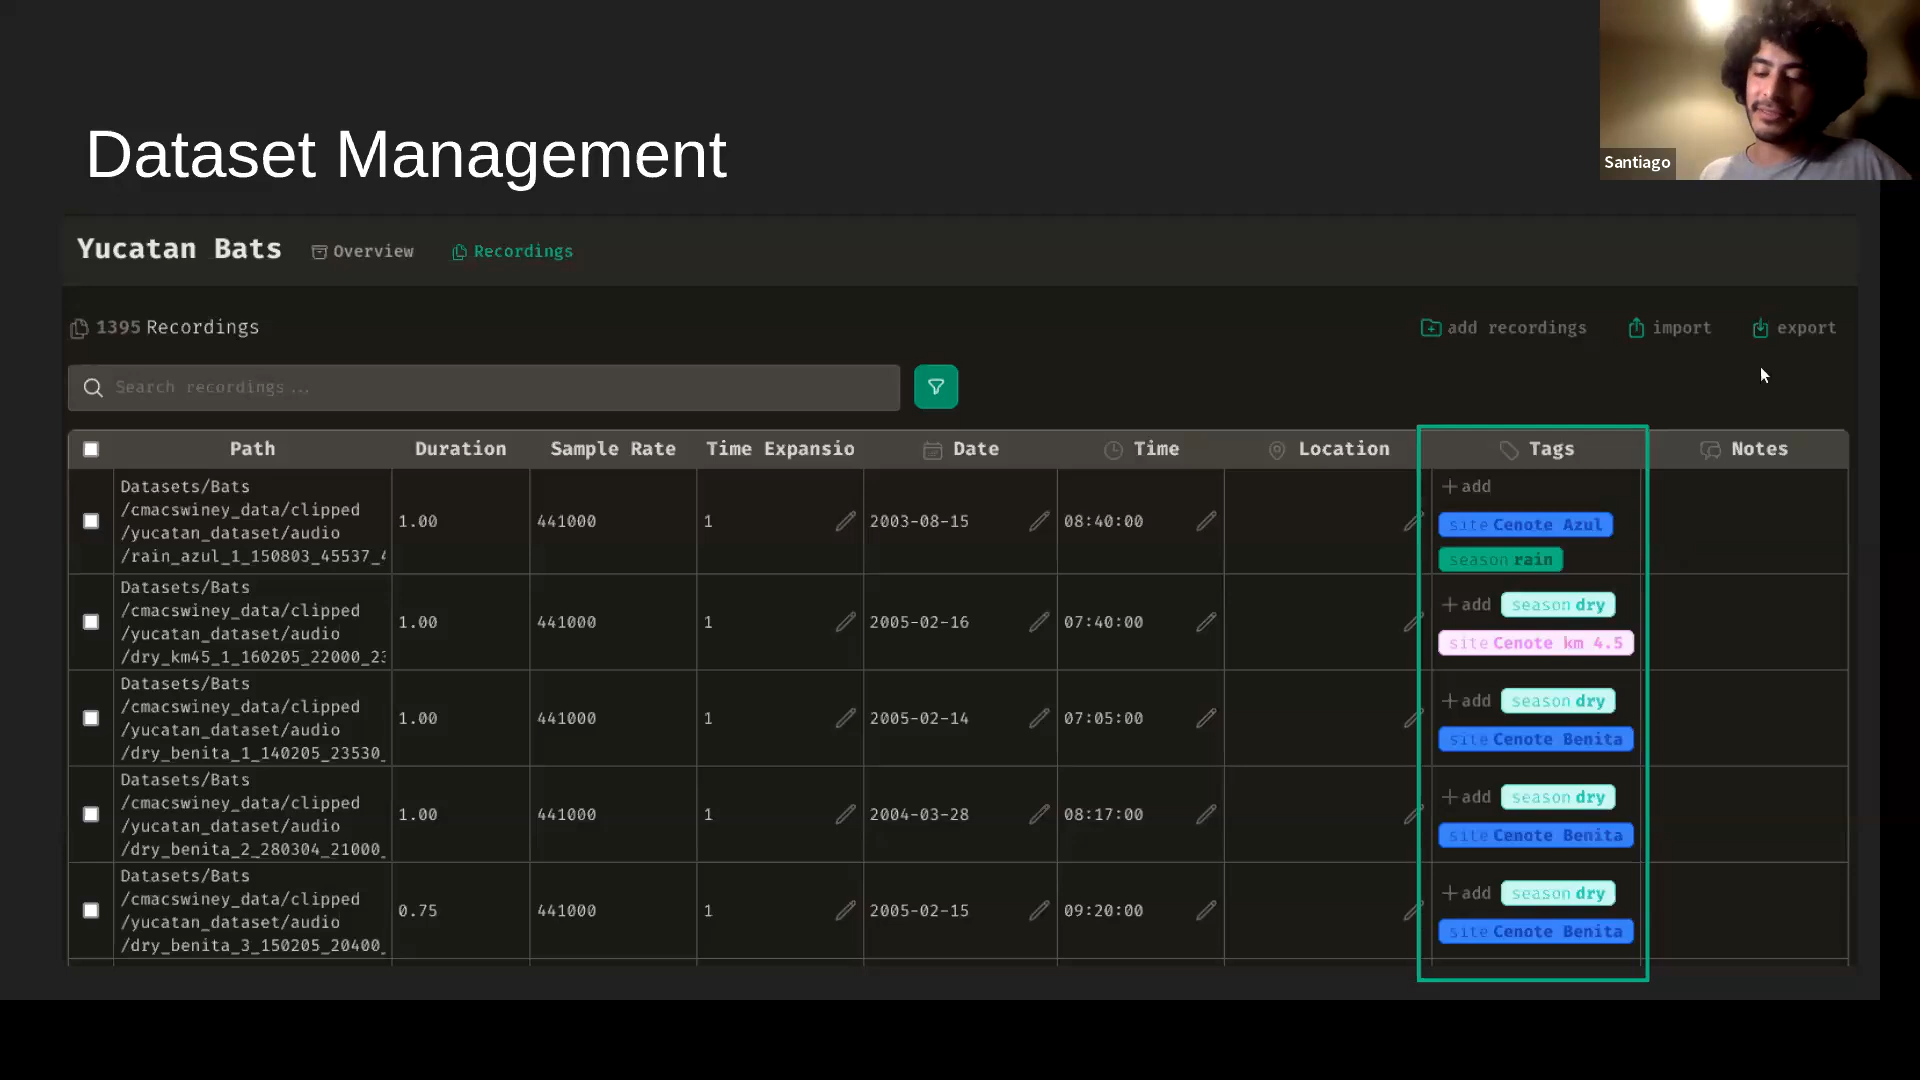 Santiago
Dataset Management
Yucatan Bats Overview Recordings
1395 Recordings add recordings import export
Search recordings ...
Path Duration Sample Rate Time Expansio Date Time Location Tags Notes
Datasets/Bats
/cmacswiney_data/clipped
/yucatan_dataset/audio
/rain_azul_1_150803_45537_4
1.00 441000 1 2003-08-15 08:40:00
+add
site Cenote Azul
season rain
Datasets/Bats
/cmacswiney_data/clipped
/yucatan_dataset/audio
/dry_km45_1_160205_22000_23
1.00 441000 1 2005-02-16 07:40:00
+add season dry
site Cenote km 4.5
Datasets/Bats
/cmacswiney_data/clipped
/yucatan_dataset/audio
/dry_benita_1_140205_23530_
1.00 441000 1 2005-02-14 07:05:00
+add season dry
site Cenote Benita
Datasets/Bats
/cmacswiney_data/clipped
/yucatan_dataset/audio
/dry_benita_2_280304_21000_
1.00 441000 1 2004-03-28 08:17:00
+add season dry
site Cenote Benita
Datasets/Bats
/cmacswiney_data/clipped
/yucatan_dataset/audio
/dry_benita_3_150205_20400_
0.75 441000 1 2005-02-15 09:20:00
+add season dry
site Cenote Benita